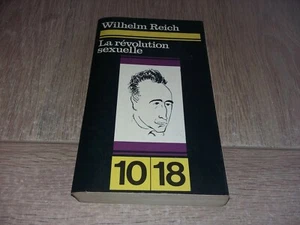 Wilhelm Reich
La révolution
sexuelle
10 18